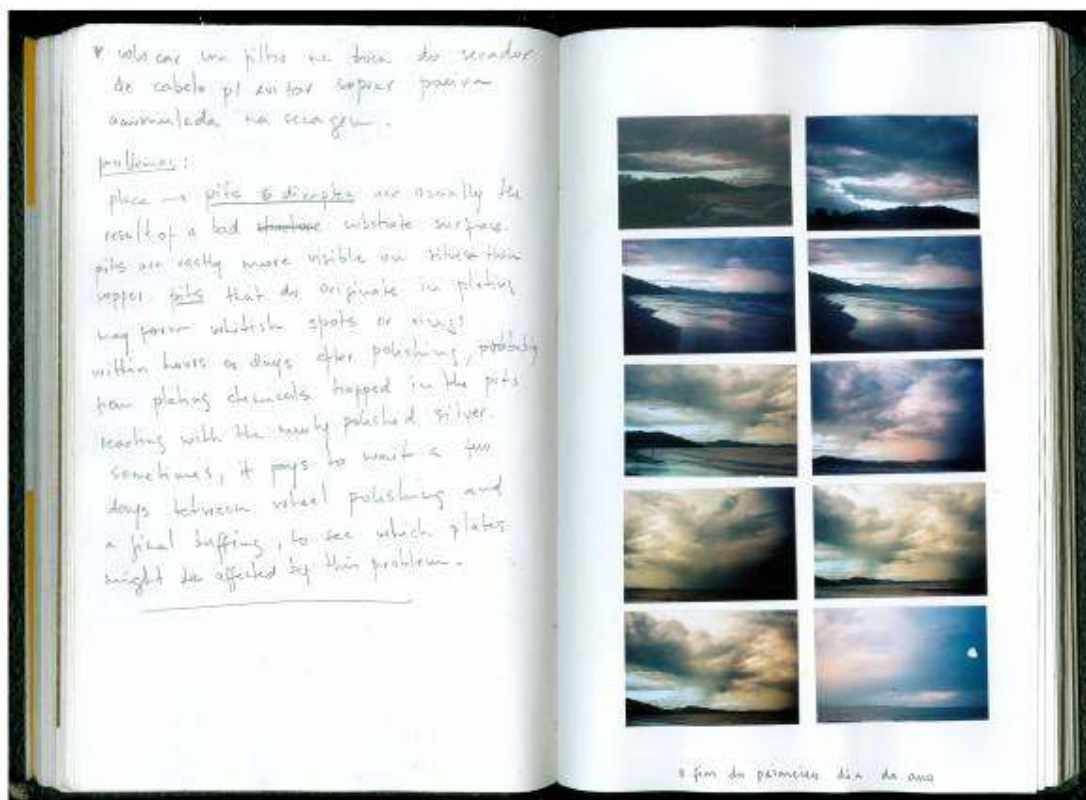 * colocar um filtro na boca do secador
de cabelo p/ evitar soprar poeira
acumulada na secagem.
problemas:
place → pits & dimples are usually the
result of a bad substrate surface.
pits are vastly more visible on silver than
copper. pits that do originate in plating
may form whitish spots or rings
within hours or days after polishing, probably
from plating chemicals trapped in the pits
reacting with the newly polished silver.
sometimes, it pays to wait a few
days between wheel polishing and
a final buffing, to see which plates
might be affected by this problem.
o fim do primeiro dia do ano